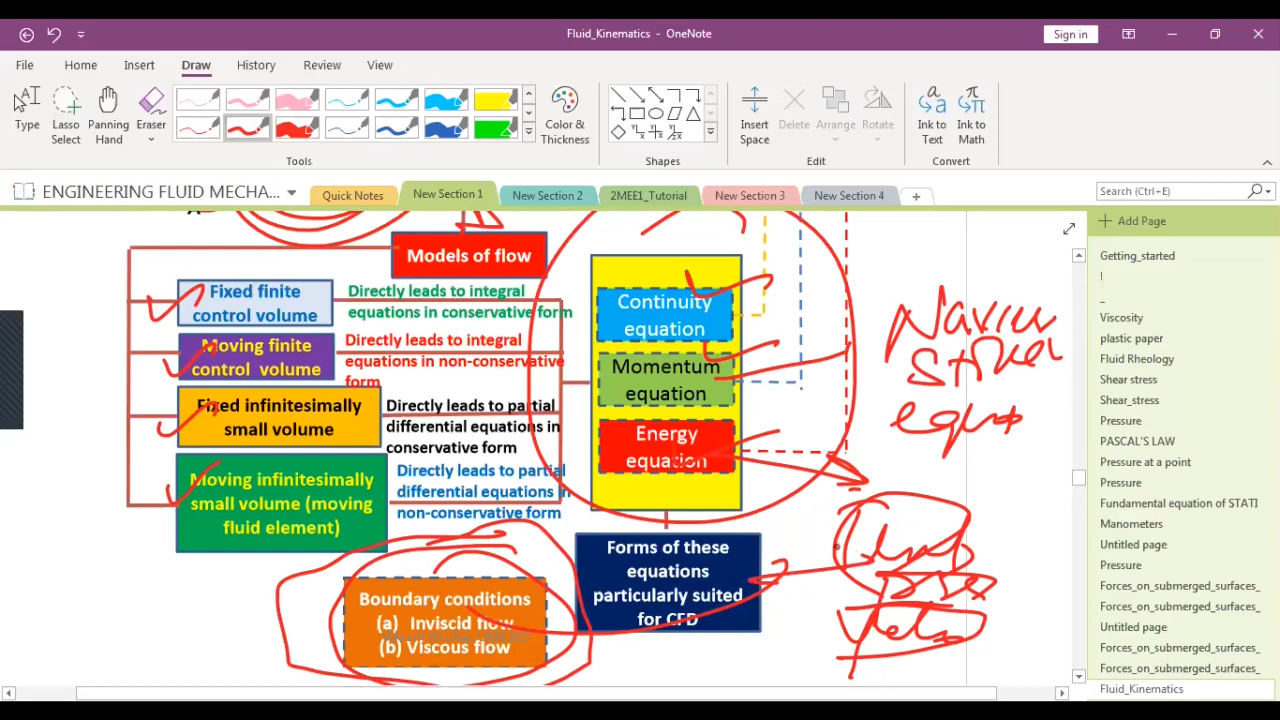 Fluid_Kinematics - OneNote
Sign in
File
Home
Insert
Draw
History
Review
View
Type
Lasso
Select
Panning
Hand
Eraser
Color &
Thickness
Insert
Space
Delete
Arrange
Rotate
Ink to
Text
Ink to
Math
Tools
Shapes
Edit
Convert
ENGINEERING FLUID MECHA...
Quick Notes
New Section 1
New Section 2
2MEE1_Tutorial
New Section 3
New Section 4
Search (Ctrl+E)
Models of flow
Fixed finite
control volume
Directly leads to integral
equations in conservative form
Moving finite
control volume
Directly leads to integral
equations in non-conservative
form
Fixed infinitesimally
small volume
Directly leads to partial
differential equations in
conservative form
Moving infinitesimally
small volume (moving
fluid element)
Directly leads to partial
differential equations in
non-conservative form
Continuity
equation
Momentum
equation
Energy
equation
Forms of these
equations
particularly suited
for CFD
Boundary conditions
(a) Inviscid flow
(b) Viscous flow
Navier
Add Page
Getting_started
!
_
Viscosity
plastic paper
Fluid Rheology
Shear stress
Shear_stress
Pressure
PASCAL'S LAW
Pressure at a point
Pressure
Fundamental equation of STATI
Manometers
Untitled page
Pressure
Forces_on_submerged_surfaces_
Forces_on_submerged_surfaces_
Untitled page
Forces_on_submerged_surfaces_
Forces_on_submerged_surfaces_
Fluid_Kinematics